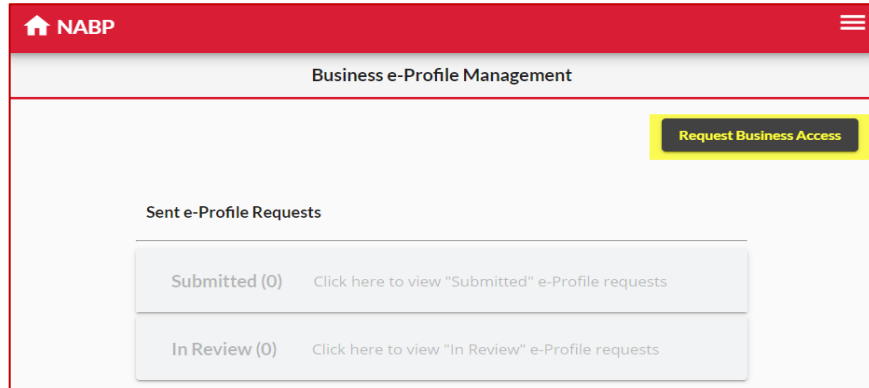 NABP
Business e-Profile Management
Request Business Access
Sent e-Profile Requests
Submitted (0) Click here to view "Submitted" e-Profile requests
In Review (0) Click here to view "In Review" e-Profile requests